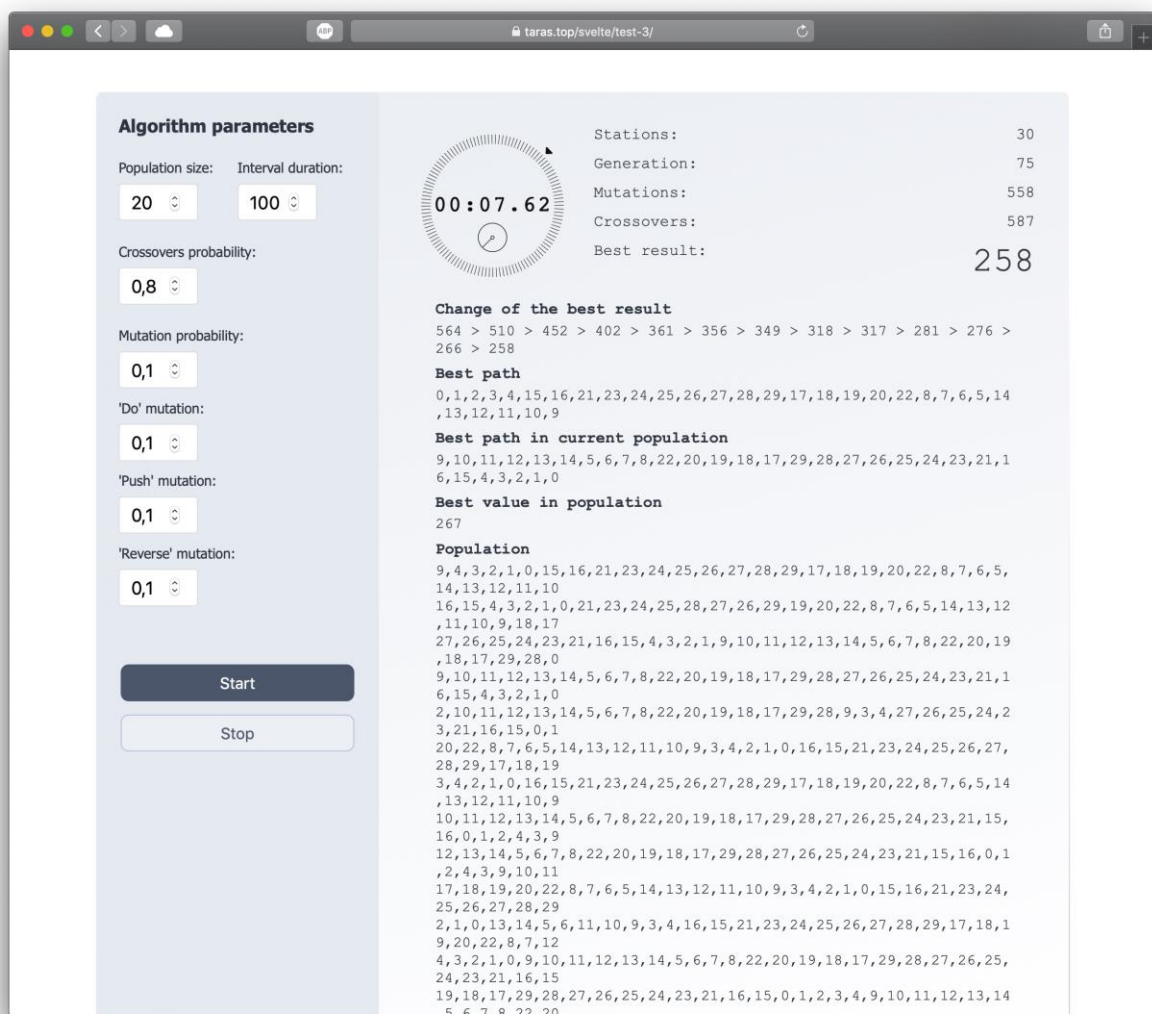 ABP
taras.top/svelte/test-3/
Algorithm parameters
Population size:
Interval duration:
20
100
Crossovers probability:
0,8
Mutation probability:
0,1
'Do' mutation:
0,1
'Push' mutation:
0,1
'Reverse' mutation:
0,1
Start
Stop
00:07.62
Stations: 30
Generation: 75
Mutations: 558
Crossovers: 587
Best result: 258
Change of the best result
564 > 510 > 452 > 402 > 361 > 356 > 349 > 318 > 317 > 281 > 276 >
266 > 258
Best path
0,1,2,3,4,15,16,21,23,24,25,26,27,28,29,17,18,19,20,22,8,7,6,5,14
,13,12,11,10,9
Best path in current population
9,10,11,12,13,14,5,6,7,8,22,20,19,18,17,29,28,27,26,25,24,23,21,1
6,15,4,3,2,1,0
Best value in population
267
Population
9,4,3,2,1,0,15,16,21,23,24,25,26,27,28,29,17,18,19,20,22,8,7,6,5,
14,13,12,11,10
16,15,4,3,2,1,0,21,23,24,25,28,27,26,29,19,20,22,8,7,6,5,14,13,12
,11,10,9,18,17
27,26,25,24,23,21,16,15,4,3,2,1,9,10,11,12,13,14,5,6,7,8,22,20,19
,18,17,29,28,0
9,10,11,12,13,14,5,6,7,8,22,20,19,18,17,29,28,27,26,25,24,23,21,1
6,15,4,3,2,1,0
2,10,11,12,13,14,5,6,7,8,22,20,19,18,17,29,28,9,3,4,27,26,25,24,2
3,21,16,15,0,1
20,22,8,7,6,5,14,13,12,11,10,9,3,4,2,1,0,16,15,21,23,24,25,26,27,
28,29,17,18,19
3,4,2,1,0,16,15,21,23,24,25,26,27,28,29,17,18,19,20,22,8,7,6,5,14
,13,12,11,10,9
10,11,12,13,14,5,6,7,8,22,20,19,18,17,29,28,27,26,25,24,23,21,15,
16,0,1,2,4,3,9
12,13,14,5,6,7,8,22,20,19,18,17,29,28,27,26,25,24,23,21,15,16,0,1
,2,4,3,9,10,11
17,18,19,20,22,8,7,6,5,14,13,12,11,10,9,3,4,2,1,0,15,16,21,23,24,
25,26,27,28,29
2,1,0,13,14,5,6,11,10,9,3,4,16,15,21,23,24,25,26,27,28,29,17,18,1
9,20,22,8,7,12
4,3,2,1,0,9,10,11,12,13,14,5,6,7,8,22,20,19,18,17,29,28,27,26,25,
24,23,21,16,15
19,18,17,29,28,27,26,25,24,23,21,16,15,0,1,2,3,4,9,10,11,12,13,14
,5,6,7,8,22,20